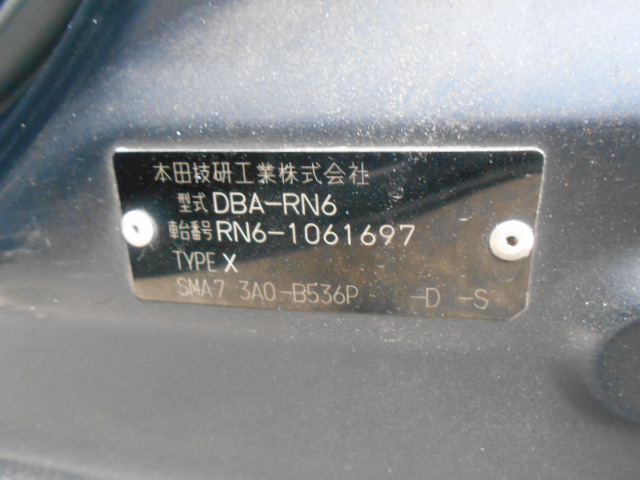 本田技研工業株式会社
型式 DBA-RN6
車台番号 RN6-1061697
TYPE X
SMA7 3A0-B536P -D -S